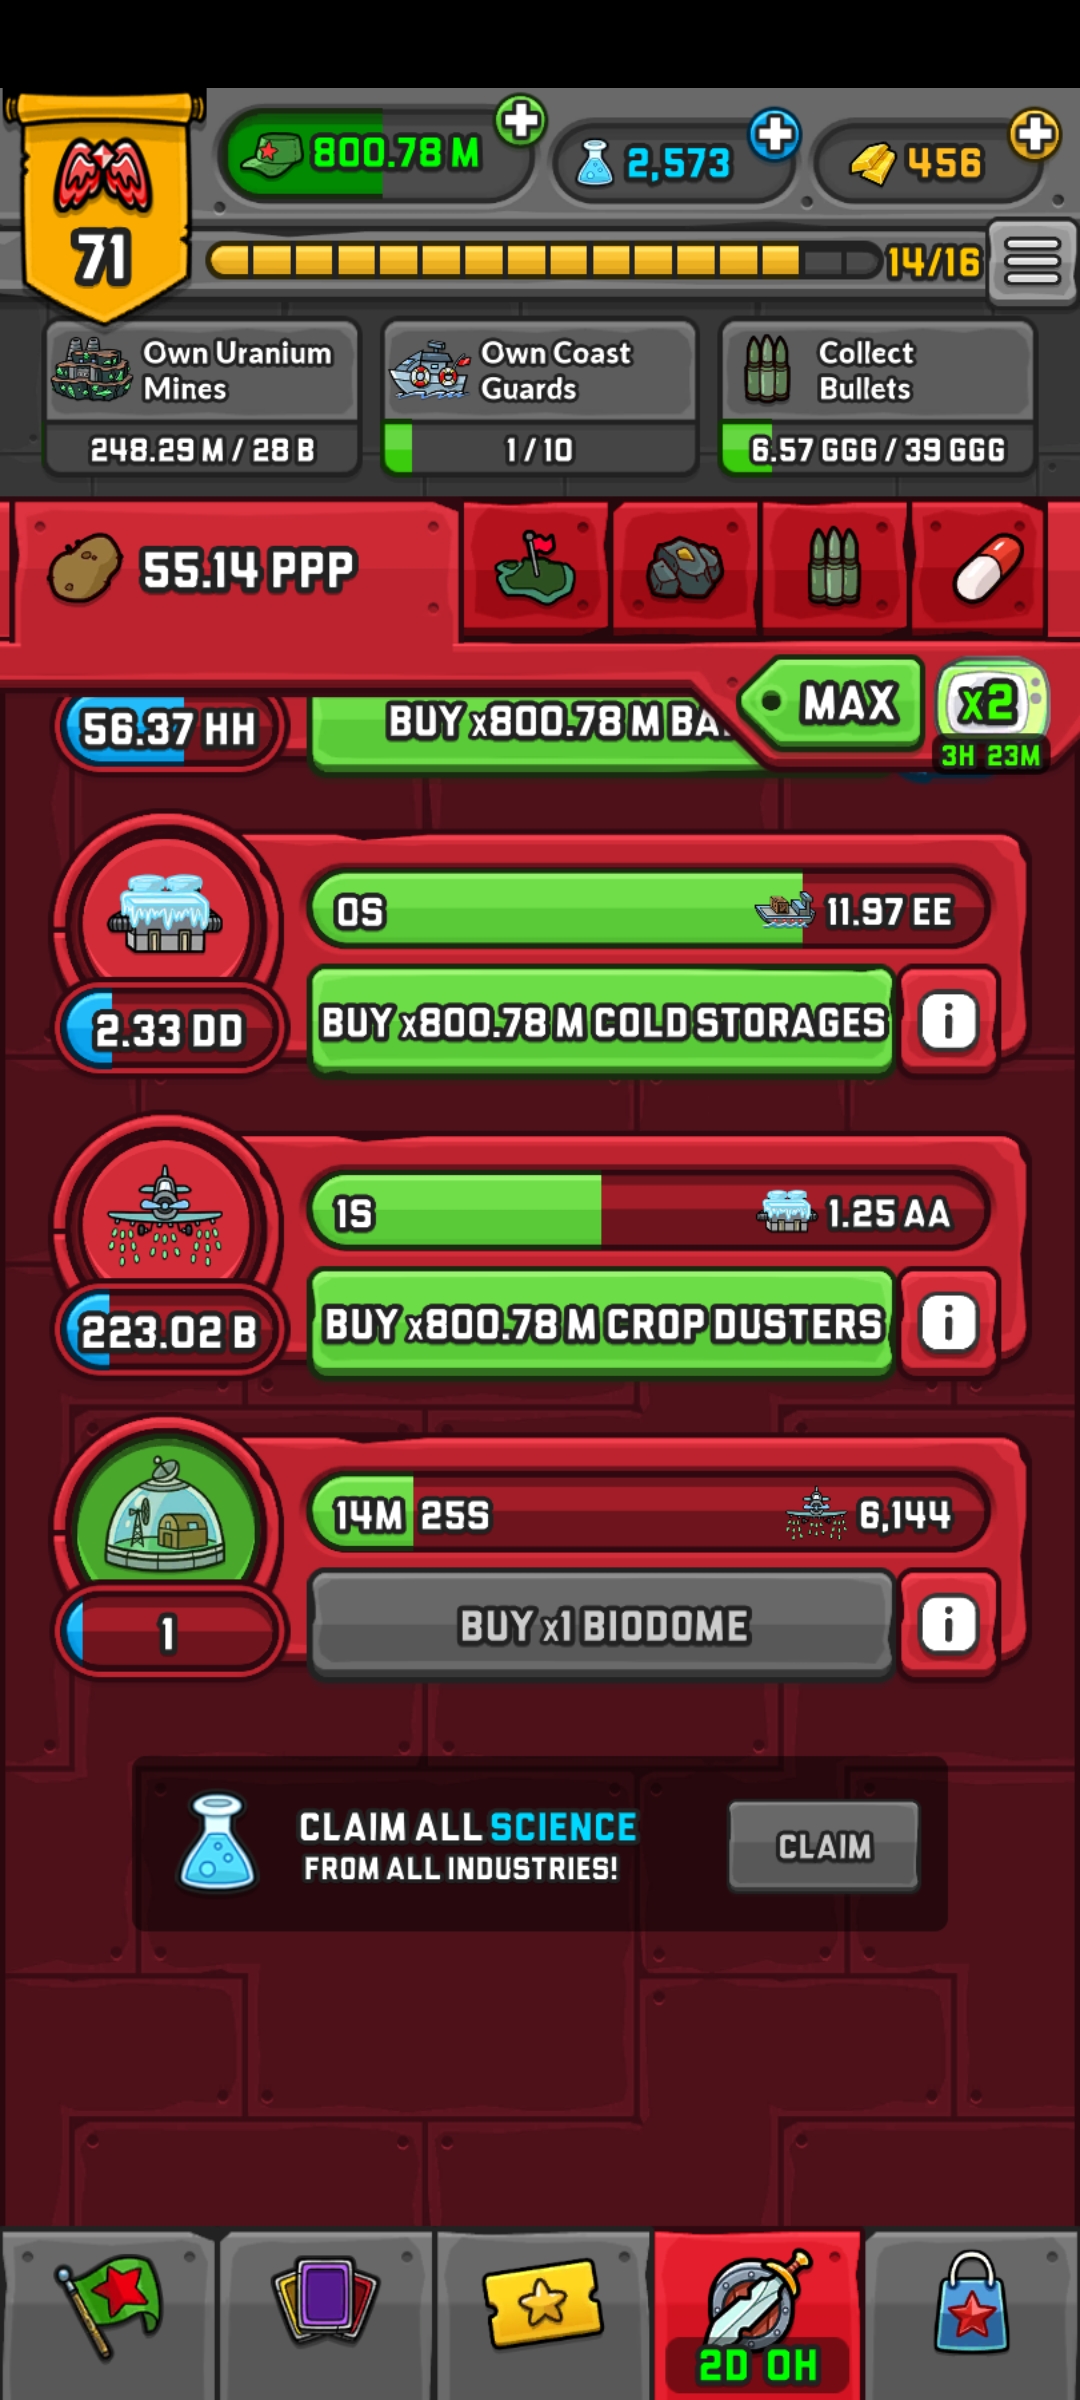 800.78 M
2,573
456
71
14/16
Own Uranium
Mines
248.29 M / 28 B
Own Coast
Guards
1 / 10
Collect
Bullets
6.57 GGG / 39 GGG
55.14 PPP
MAX
x2
3H 23M
56.37 HH
BUY x800.78 M BA
0S
11.97 EE
2.33 DD
BUY x800.78 M COLD STORAGES
i
1S
1.25 AA
223.02 B
BUY x800.78 M CROP DUSTERS
i
14M 25S
6,144
1
BUY x1 BIODOME
i
CLAIM ALL SCIENCE
FROM ALL INDUSTRIES!
CLAIM
2D 0H